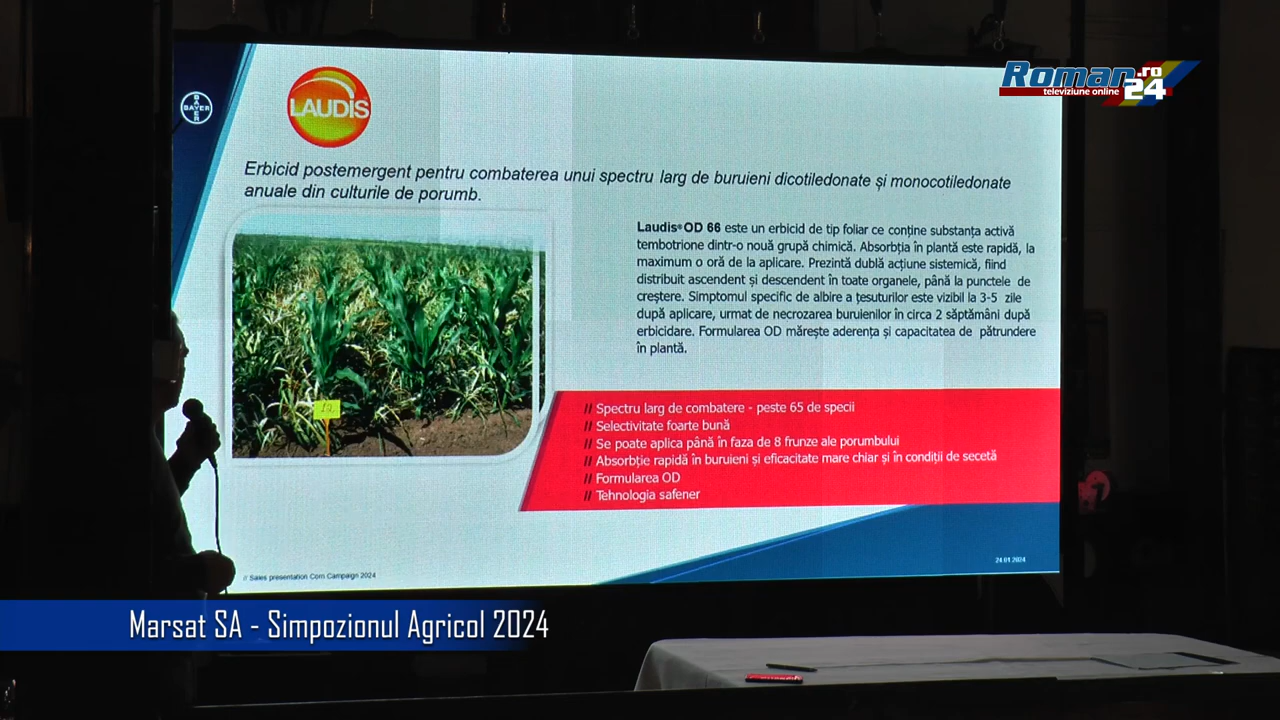 Roman.ro
televiziune online 24
BAYER
BAYER
LAUDIS
Erbicid postemergent pentru combaterea unui spectru larg de buruieni dicotiledonate și monocotiledonate
anuale din culturile de porumb.
Laudis® OD 66 este un erbicid de tip foliar ce conține substanța activă
tembotrione dintr-o nouă grupă chimică. Absorbția în plantă este rapidă, la
maximum o oră de la aplicare. Prezintă dublă acțiune sistemică, fiind
distribuit ascendent și descendent în toate organele, până la punctele de
creștere. Simptomul specific de albire a țesuturilor este vizibil la 3-5 zile
după aplicare, urmat de necrozarea buruienilor în circa 2 săptămâni după
erbicidare. Formularea OD mărește aderența și capacitatea de pătrundere
în plantă.
12
// Spectru larg de combatere - peste 65 de specii
// Selectivitate foarte bună
// Se poate aplica până în faza de 8 frunze ale porumbului
// Absorbție rapidă în buruieni și eficacitate mare chiar și în condiții de secetă
// Formularea OD
// Tehnologia safener
24.01.2024
// Sales presentation Corn Campaign 2024
Marsat SA - Simpozionul Agricol 2024